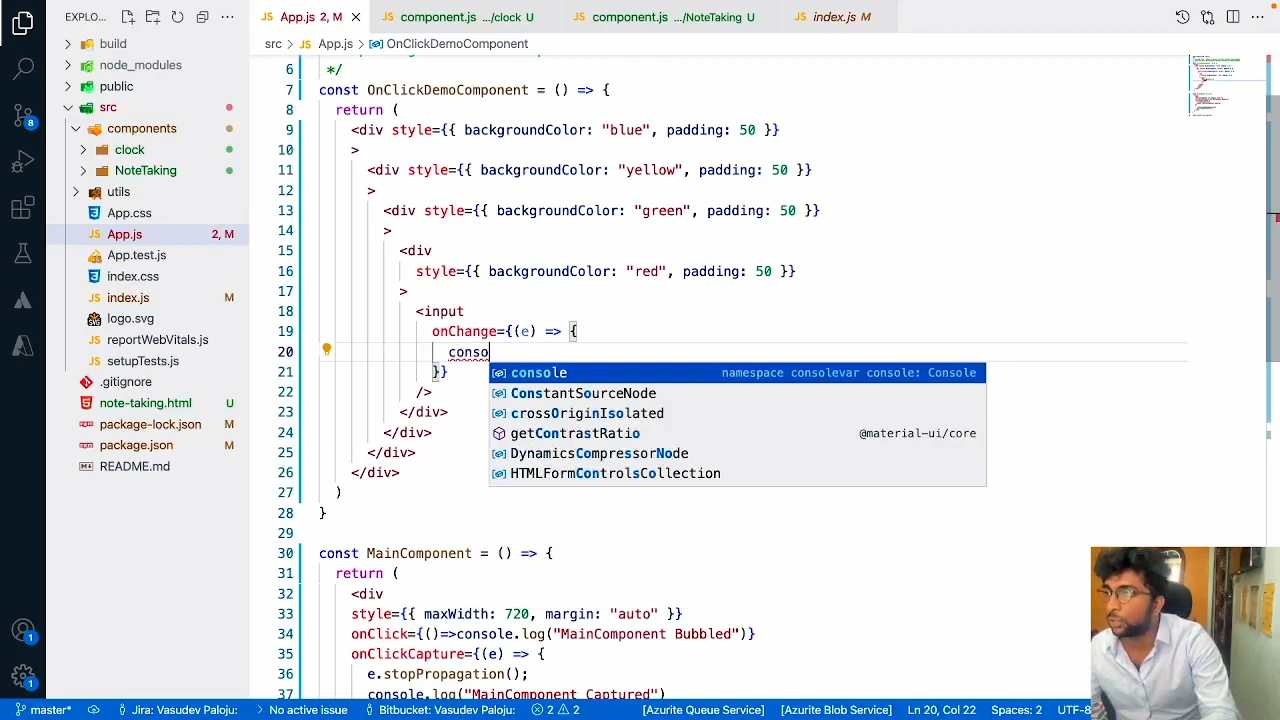 EXPLO...
App.js 2, M
component.js .../clock U
component.js .../NoteTaking U
index.js M
src > App.js > OnClickDemoComponent
build
node_modules
public
src
components
clock
NoteTaking
utils
App.css
App.js 2, M
App.test.js
index.css
index.js M
logo.svg
reportWebVitals.js
setupTests.js
.gitignore
note-taking.html U
package-lock.json M
package.json M
README.md
8
1
1
6 */
7 const OnClickDemoComponent = () => {
8 return (
9 <div style={{ backgroundColor: "blue", padding: 50 }}
10 >
11 <div style={{ backgroundColor: "yellow", padding: 50 }}
12 >
13 <div style={{ backgroundColor: "green", padding: 50 }}
14 >
15 <div
16 style={{ backgroundColor: "red", padding: 50 }}
17 >
18 <input
19 onChange={(e) => {
20 conso
21 }}
22 />
23 </div>
24 </div>
25 </div>
26 </div>
27 )
28 }
29
30 const MainComponent = () => {
31 return (
32 <div
33 style={{ maxWidth: 720, margin: "auto" }}
34 onClick={()=>console.log("MainComponent Bubbled")}
35 onClickCapture={(e) => {
36 e.stopPropagation();
37 console.log("MainComponent Captured")
console namespace consolevar console: Console
ConstantSourceNode
crossOriginIsolated
getContrastRatio @material-ui/core
DynamicsCompressorNode
HTMLFormControlsCollection
master* Jira: Vasudev Paloju: No active issue Bitbucket: Vasudev Paloju: 2 2 [Azurite Queue Service] [Azurite Blob Service] Ln 20, Col 22 Spaces: 2 UTF-8